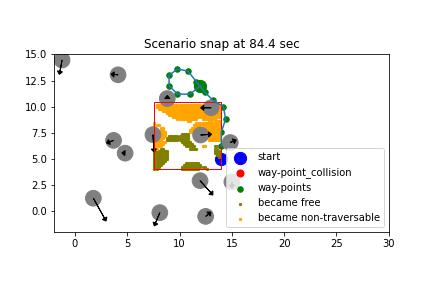 Scenario snap at 84.4 sec
15.0
12.5
10.0
7.5
5.0
2.5
0.0
0
5
10
15
20
25
30
start
way-point_collision
way-points
became free
became non-traversable